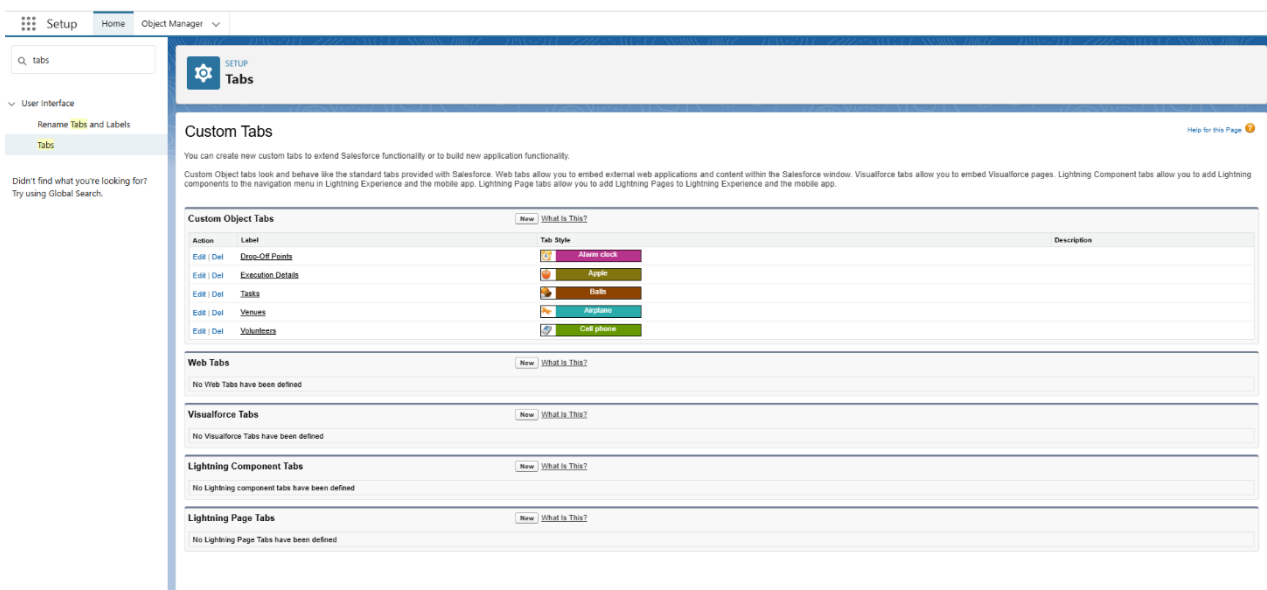 Setup Home Object Manager
tabs
User Interface
Rename Tabs and Labels
Tabs
Didn't find what you're looking for?
Try using Global Search.
SETUP
Tabs
Custom Tabs
Help for this Page
You can create new custom tabs to extend Salesforce functionality or to build new application functionality.
Custom Object tabs look and behave like the standard tabs provided with Salesforce. Web tabs allow you to embed external web applications and content within the Salesforce window. Visualforce tabs allow you to embed Visualforce pages. Lightning Component tabs allow you to add Lightning
components to the navigation menu in Lightning Experience and the mobile app. Lightning Page tabs allow you to add Lightning Pages to Lightning Experience and the mobile app.
Custom Object Tabs New What Is This?
Action Label Tab Style Description
Edit | Del Drop-Off Points Alarm clock
Edit | Del Execution Details Apple
Edit | Del Tasks Balls
Edit | Del Venues Airplane
Edit | Del Volunteers Cell phone
Web Tabs New What Is This?
No Web Tabs have been defined
Visualforce Tabs New What Is This?
No Visualforce Tabs have been defined
Lightning Component Tabs New What Is This?
No Lightning component tabs have been defined
Lightning Page Tabs New What Is This?
No Lightning Page Tabs have been defined